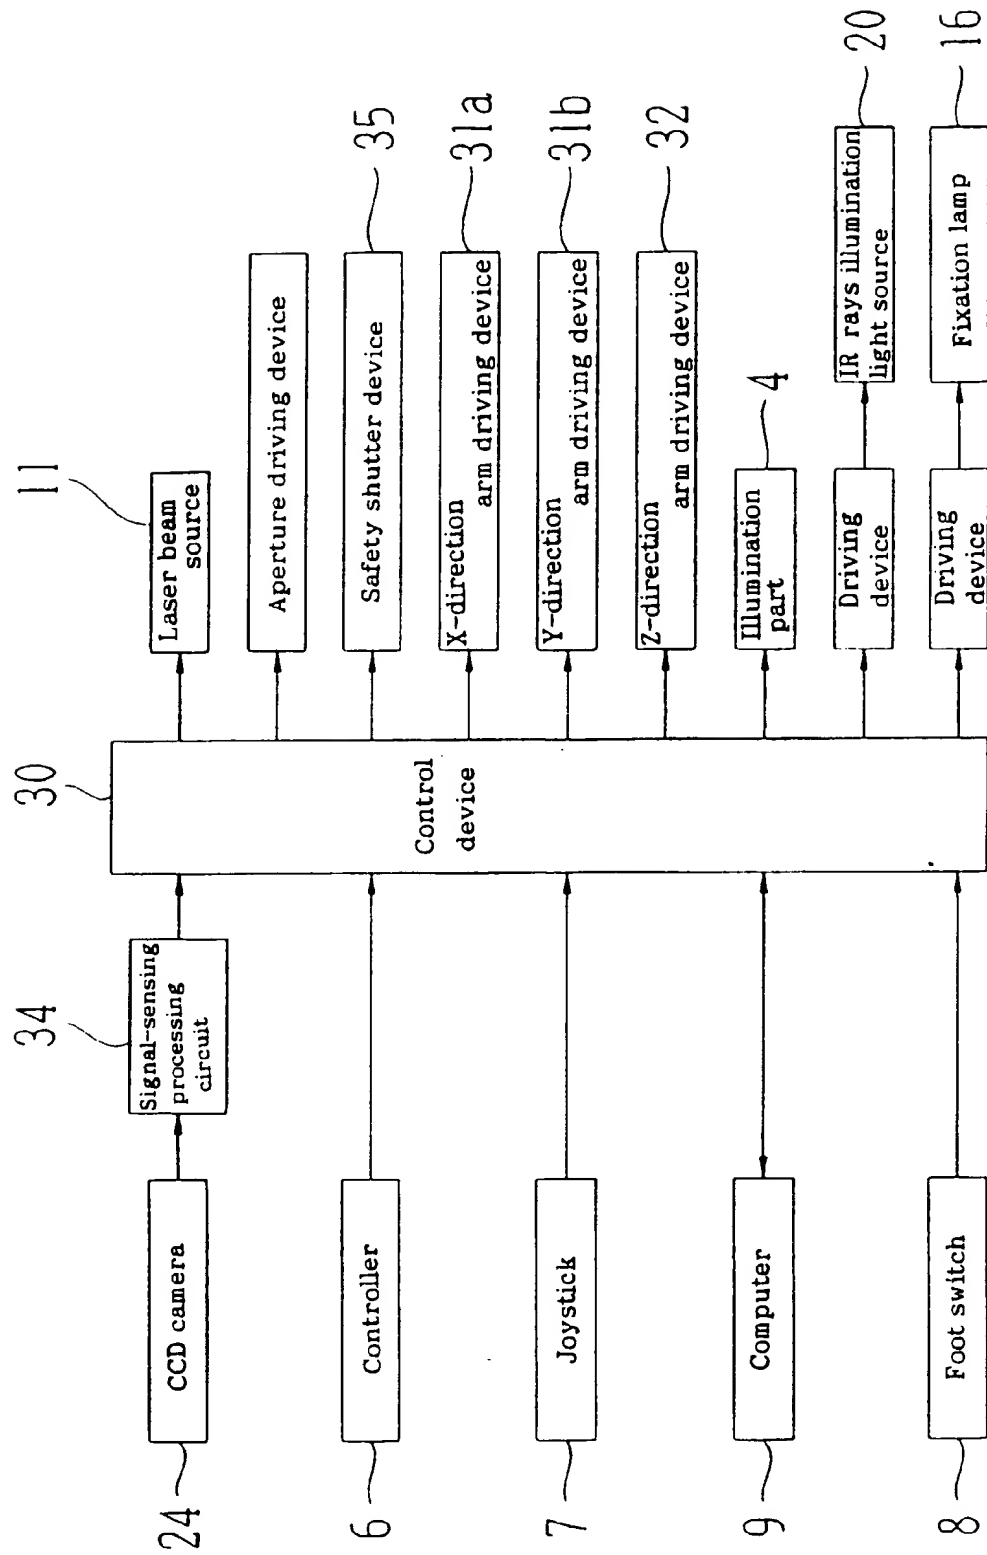 24
CCD camera
34
Signal-sensing
processing
circuit
30
Control
device
11
Laser beam
source
Aperture driving device
6
Controller
Safety shutter device
35
X-direction
arm driving device
31a
7
Joystick
Y-direction
arm driving device
31b
Z-direction
arm driving device
32
9
Computer
Illumination
part
4
Driving
device
IR rays illumination
light source
20
8
Foot switch
Driving
device
Fixation lamp
16